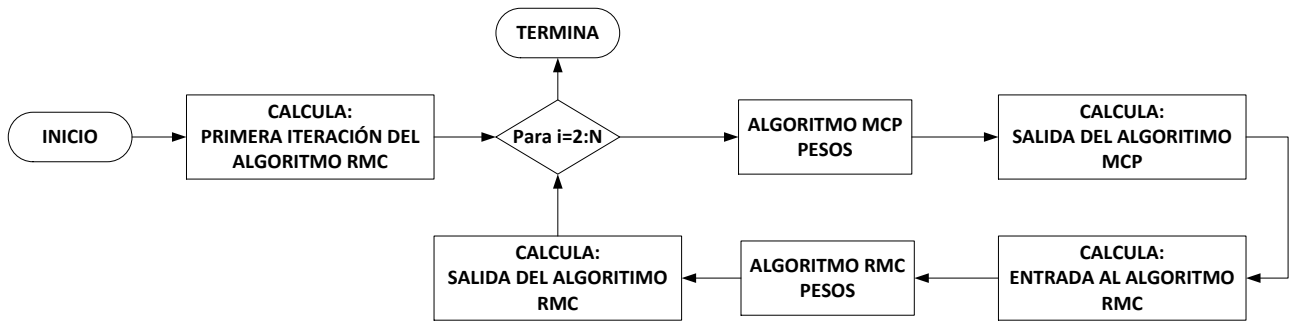 TERMINA
INICIO
CALCULA:
PRIMERA ITERACIÓN DEL
ALGORITMO RMC
Para i=2:N
ALGORITMO MCP
PESOS
CALCULA:
SALIDA DEL ALGORITIMO
MCP
CALCULA:
ENTRADA AL ALGORITMO
RMC
ALGORITMO RMC
PESOS
CALCULA:
SALIDA DEL ALGORITIMO
RMC